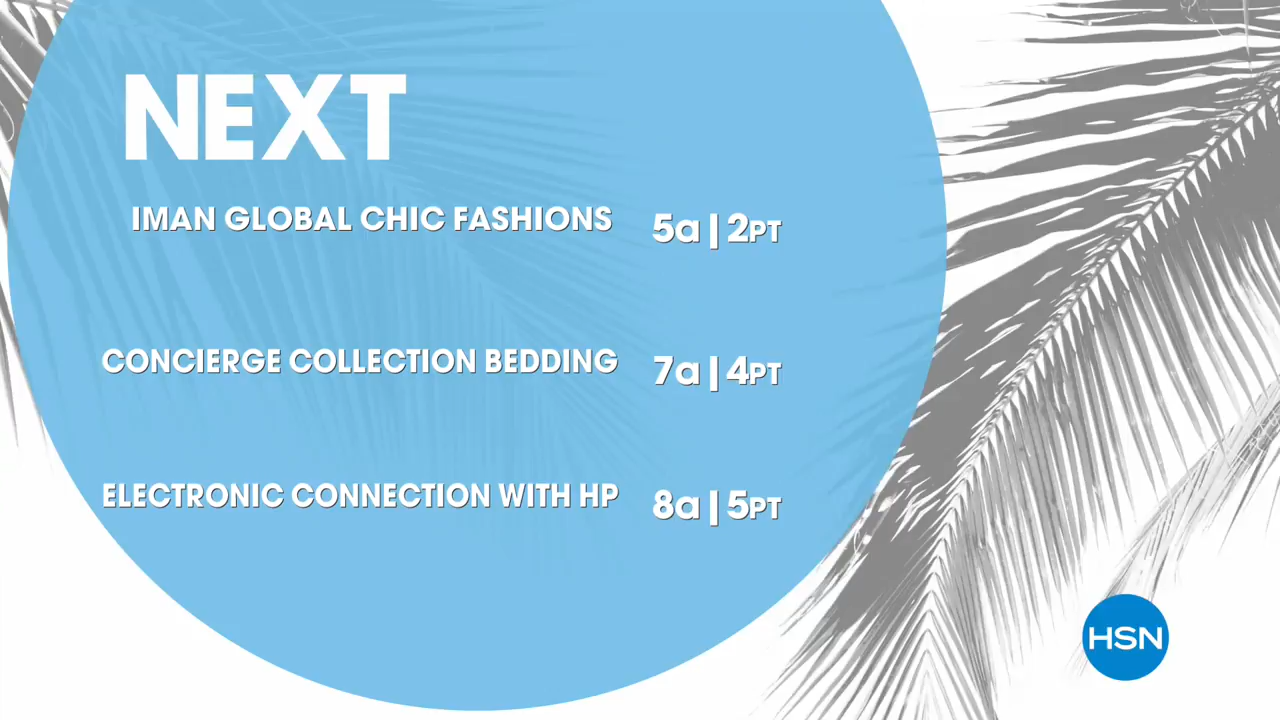 NEXT
IMAN GLOBAL CHIC FASHIONS 5a | 2PT
CONCIERGE COLLECTION BEDDING 7a | 4PT
ELECTRONIC CONNECTION WITH HP 8a | 5PT
HSN